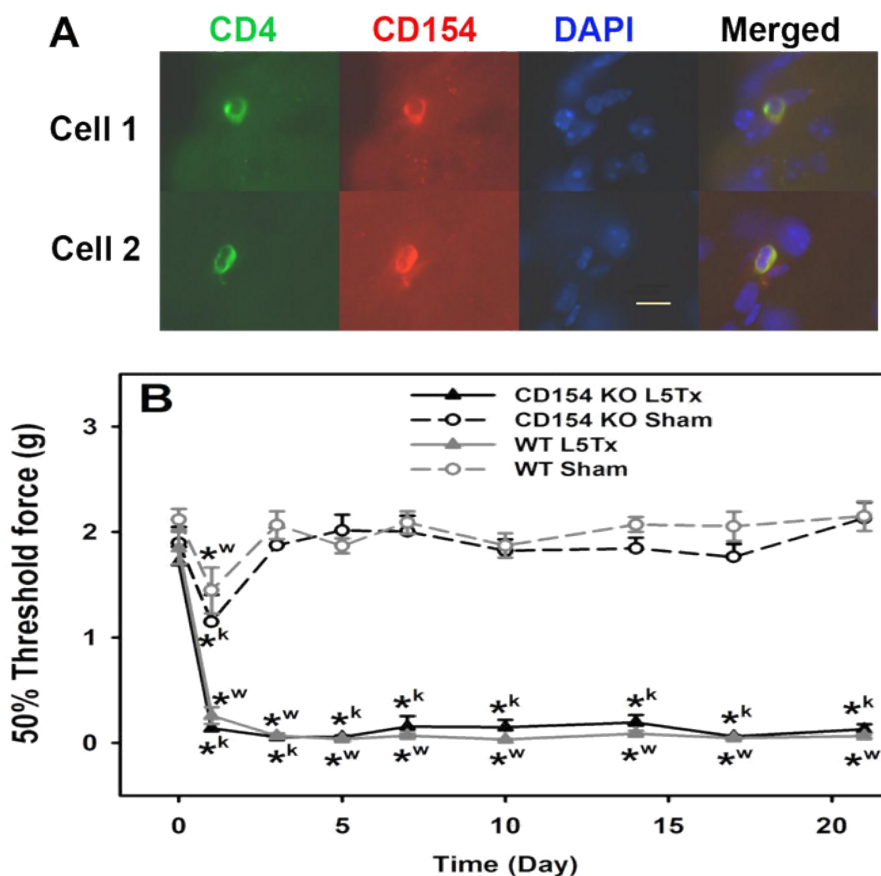 A CD4 CD154 DAPI Merged
Cell 1
Cell 2
B
CD154 KO L5Tx
CD154 KO Sham
WT L5Tx
WT Sham
50% Threshold force (g)
3
2
1
0
*w
*k
*w
*k
*w
*k
*k
*w
*k
*w
*k
*w
*k
*w
*k
*w
*k
*w
0 5 10 15 20
Time (Day)